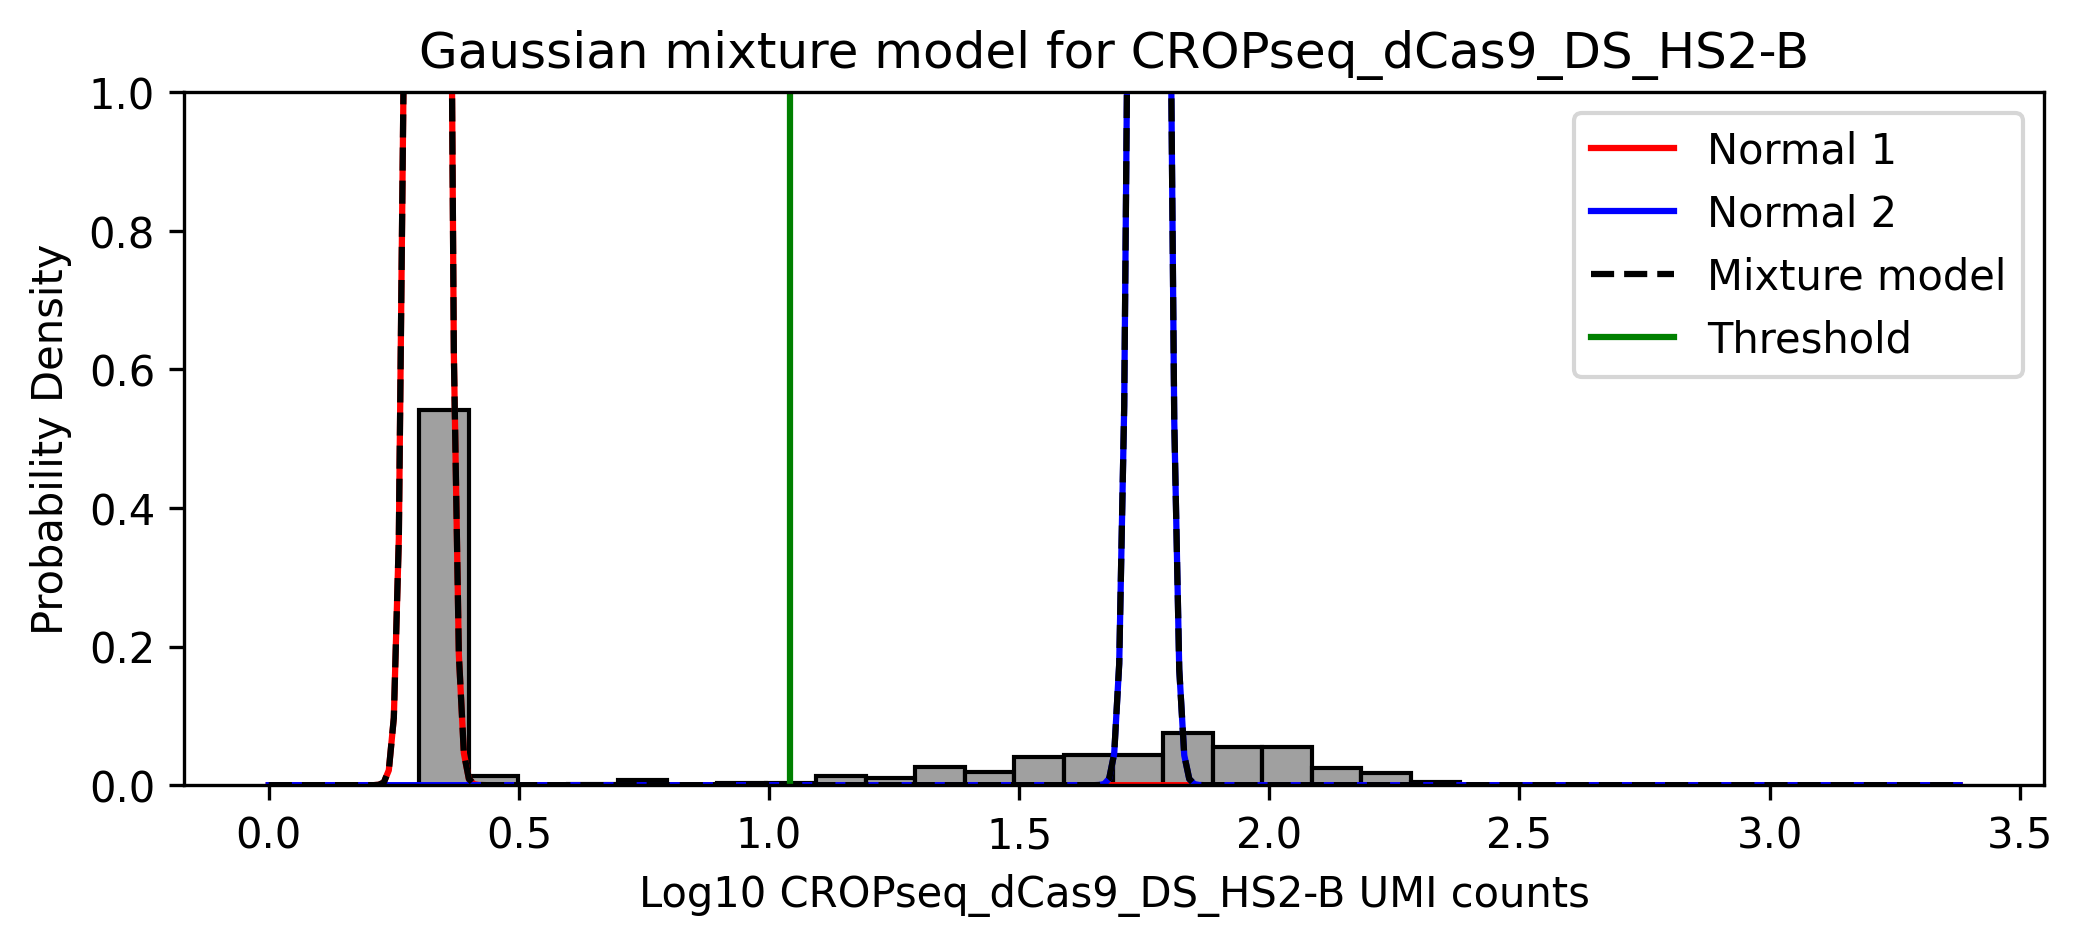 Gaussian mixture model for CROPseq_dCas9_DS_HS2-B
1.0
0.8
0.6
0.4
0.2
0.0
Probability Density
Normal 1
Normal 2
Mixture model
Threshold
0.0 0.5 1.0 1.5 2.0 2.5 3.0 3.5
Log10 CROPseq_dCas9_DS_HS2-B UMI counts